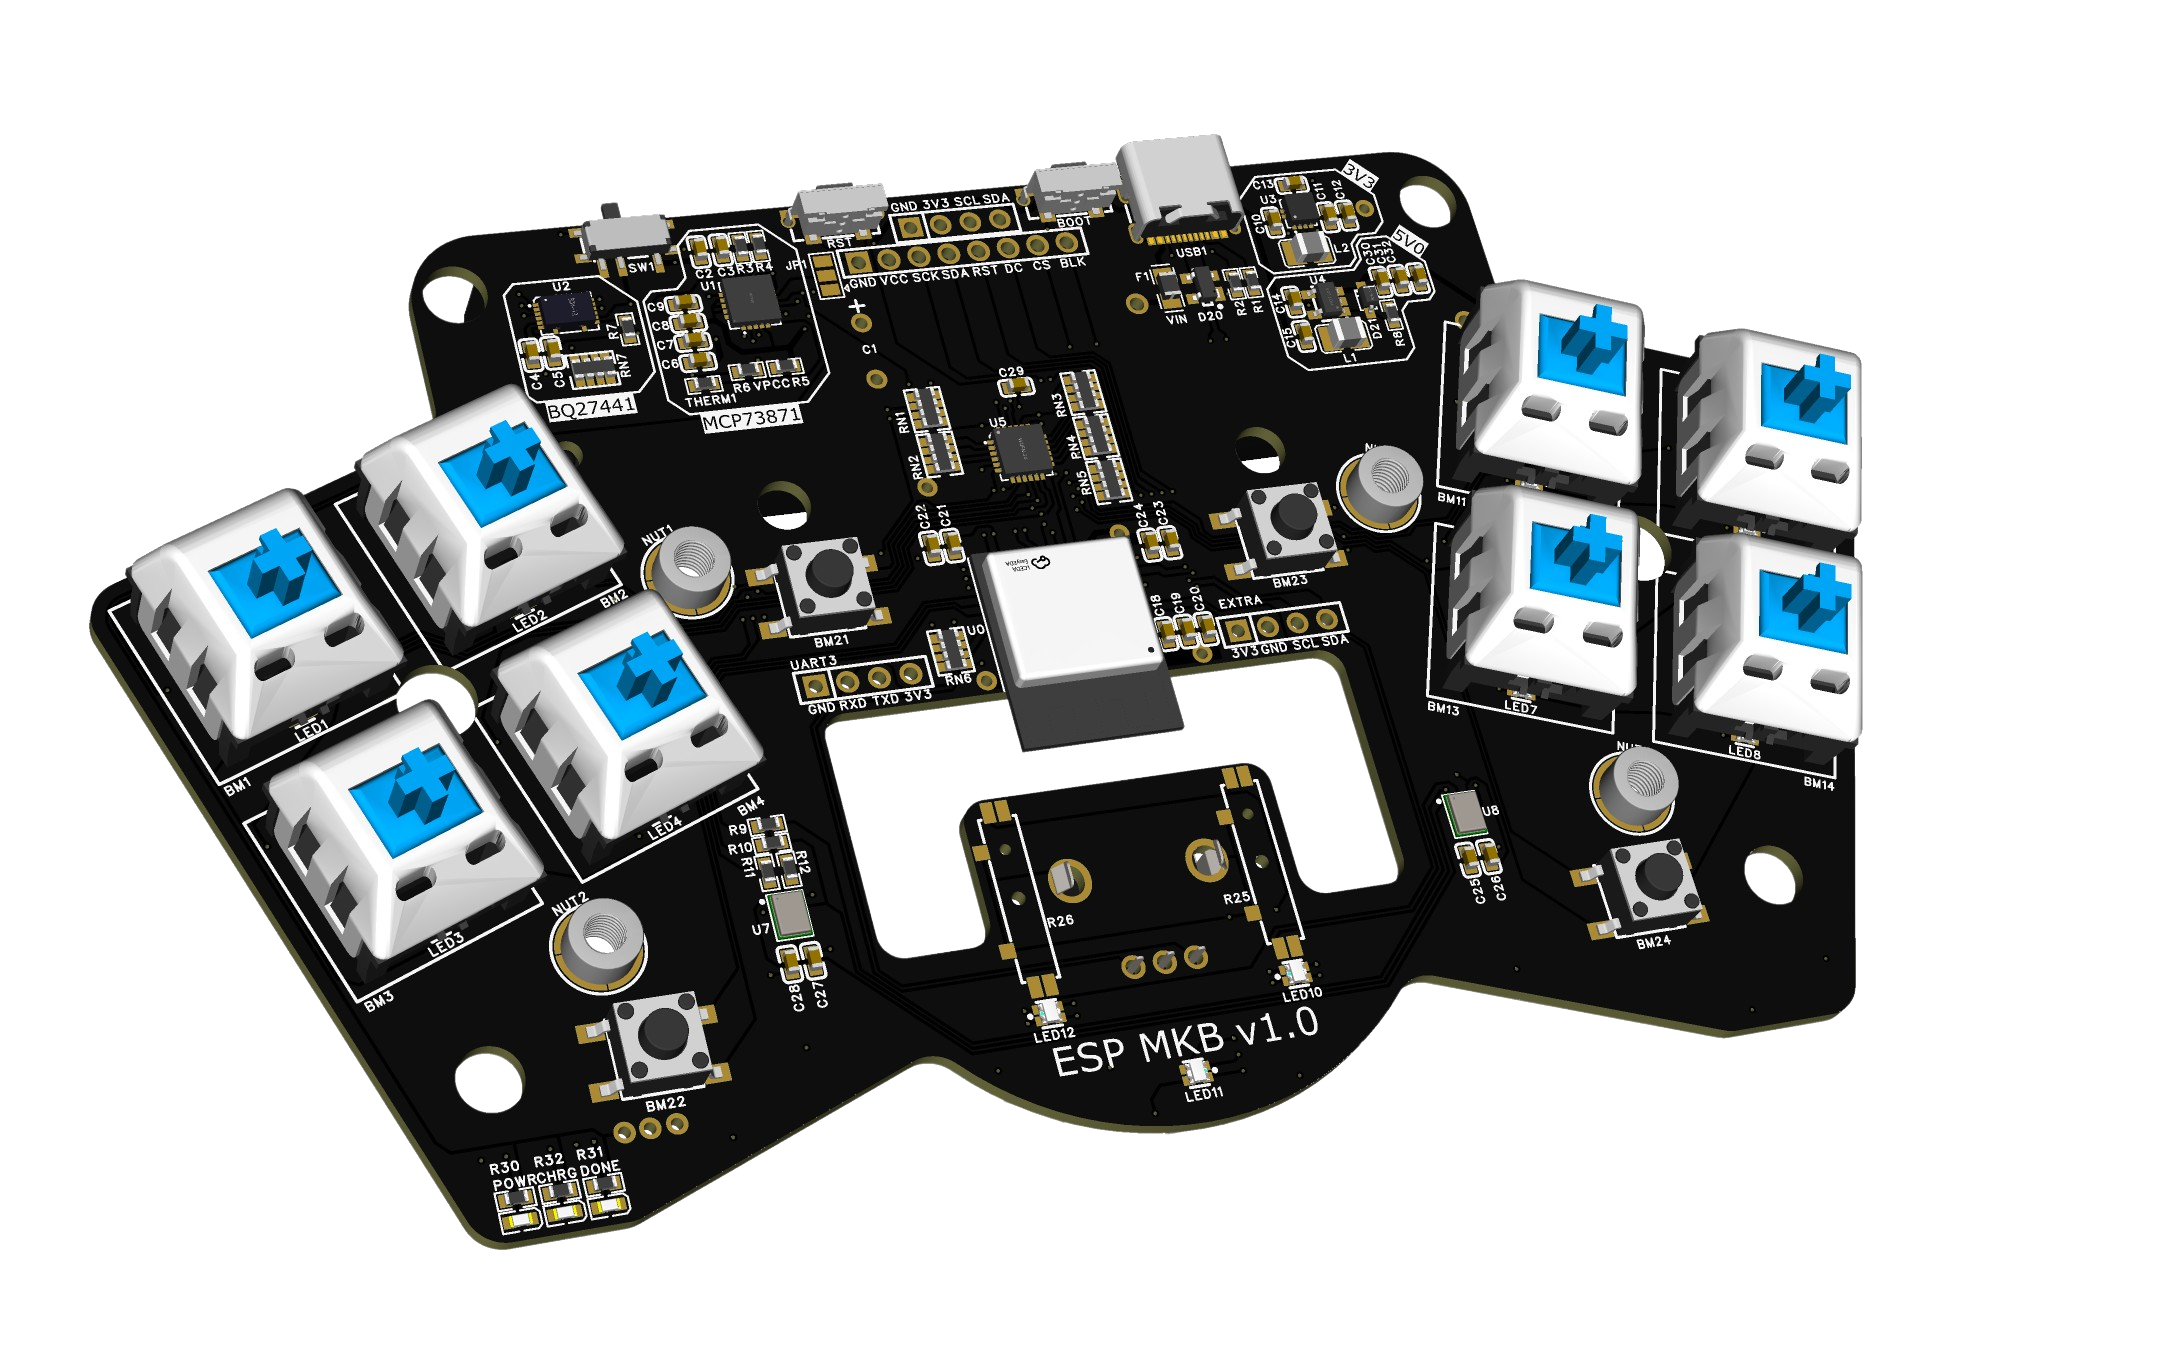 C13
U3
C11
C12
3V3
C10
L2
5V0
C30
C31
C32
GND 3V3 SCL SDA
RST
BOOT
USB1
SW1
C2 C3 R3 R4
JP1
GND VCC SCK SDA RST DC CS BLK
F1
VIN
D20
R2
R1
U4
C14
C15
D21
R8
L1
U2
U1
C9
C8
C7
C6
R7
C4
C5
RN7
BQ27441
THERM1
R6 VPCC R5
MCP73871
C1
C29
U5
RN1
RN2
RN3
RN4
RN5
C22
C21
C24
C23
NUT1
BM11
BM23
BM21
LCEDA
EasyEDA
U0
C18
C19
C20
EXTRA
3V3 GND SCL SDA
UART3
GND RXD TXD 3V3
RN6
LED2
BM2
LED1
BM1
LED4
BM4
LED3
BM3
BM13
LED7
LED8
BM14
R9
R10
R11
R12
U7
C28
C27
U8
C25
C26
R26
R25
NUT2
BM24
LED12
LED10
ESP MKB v1.0
LED11
BM22
R30 R32 R31
POWR CHRG DONE